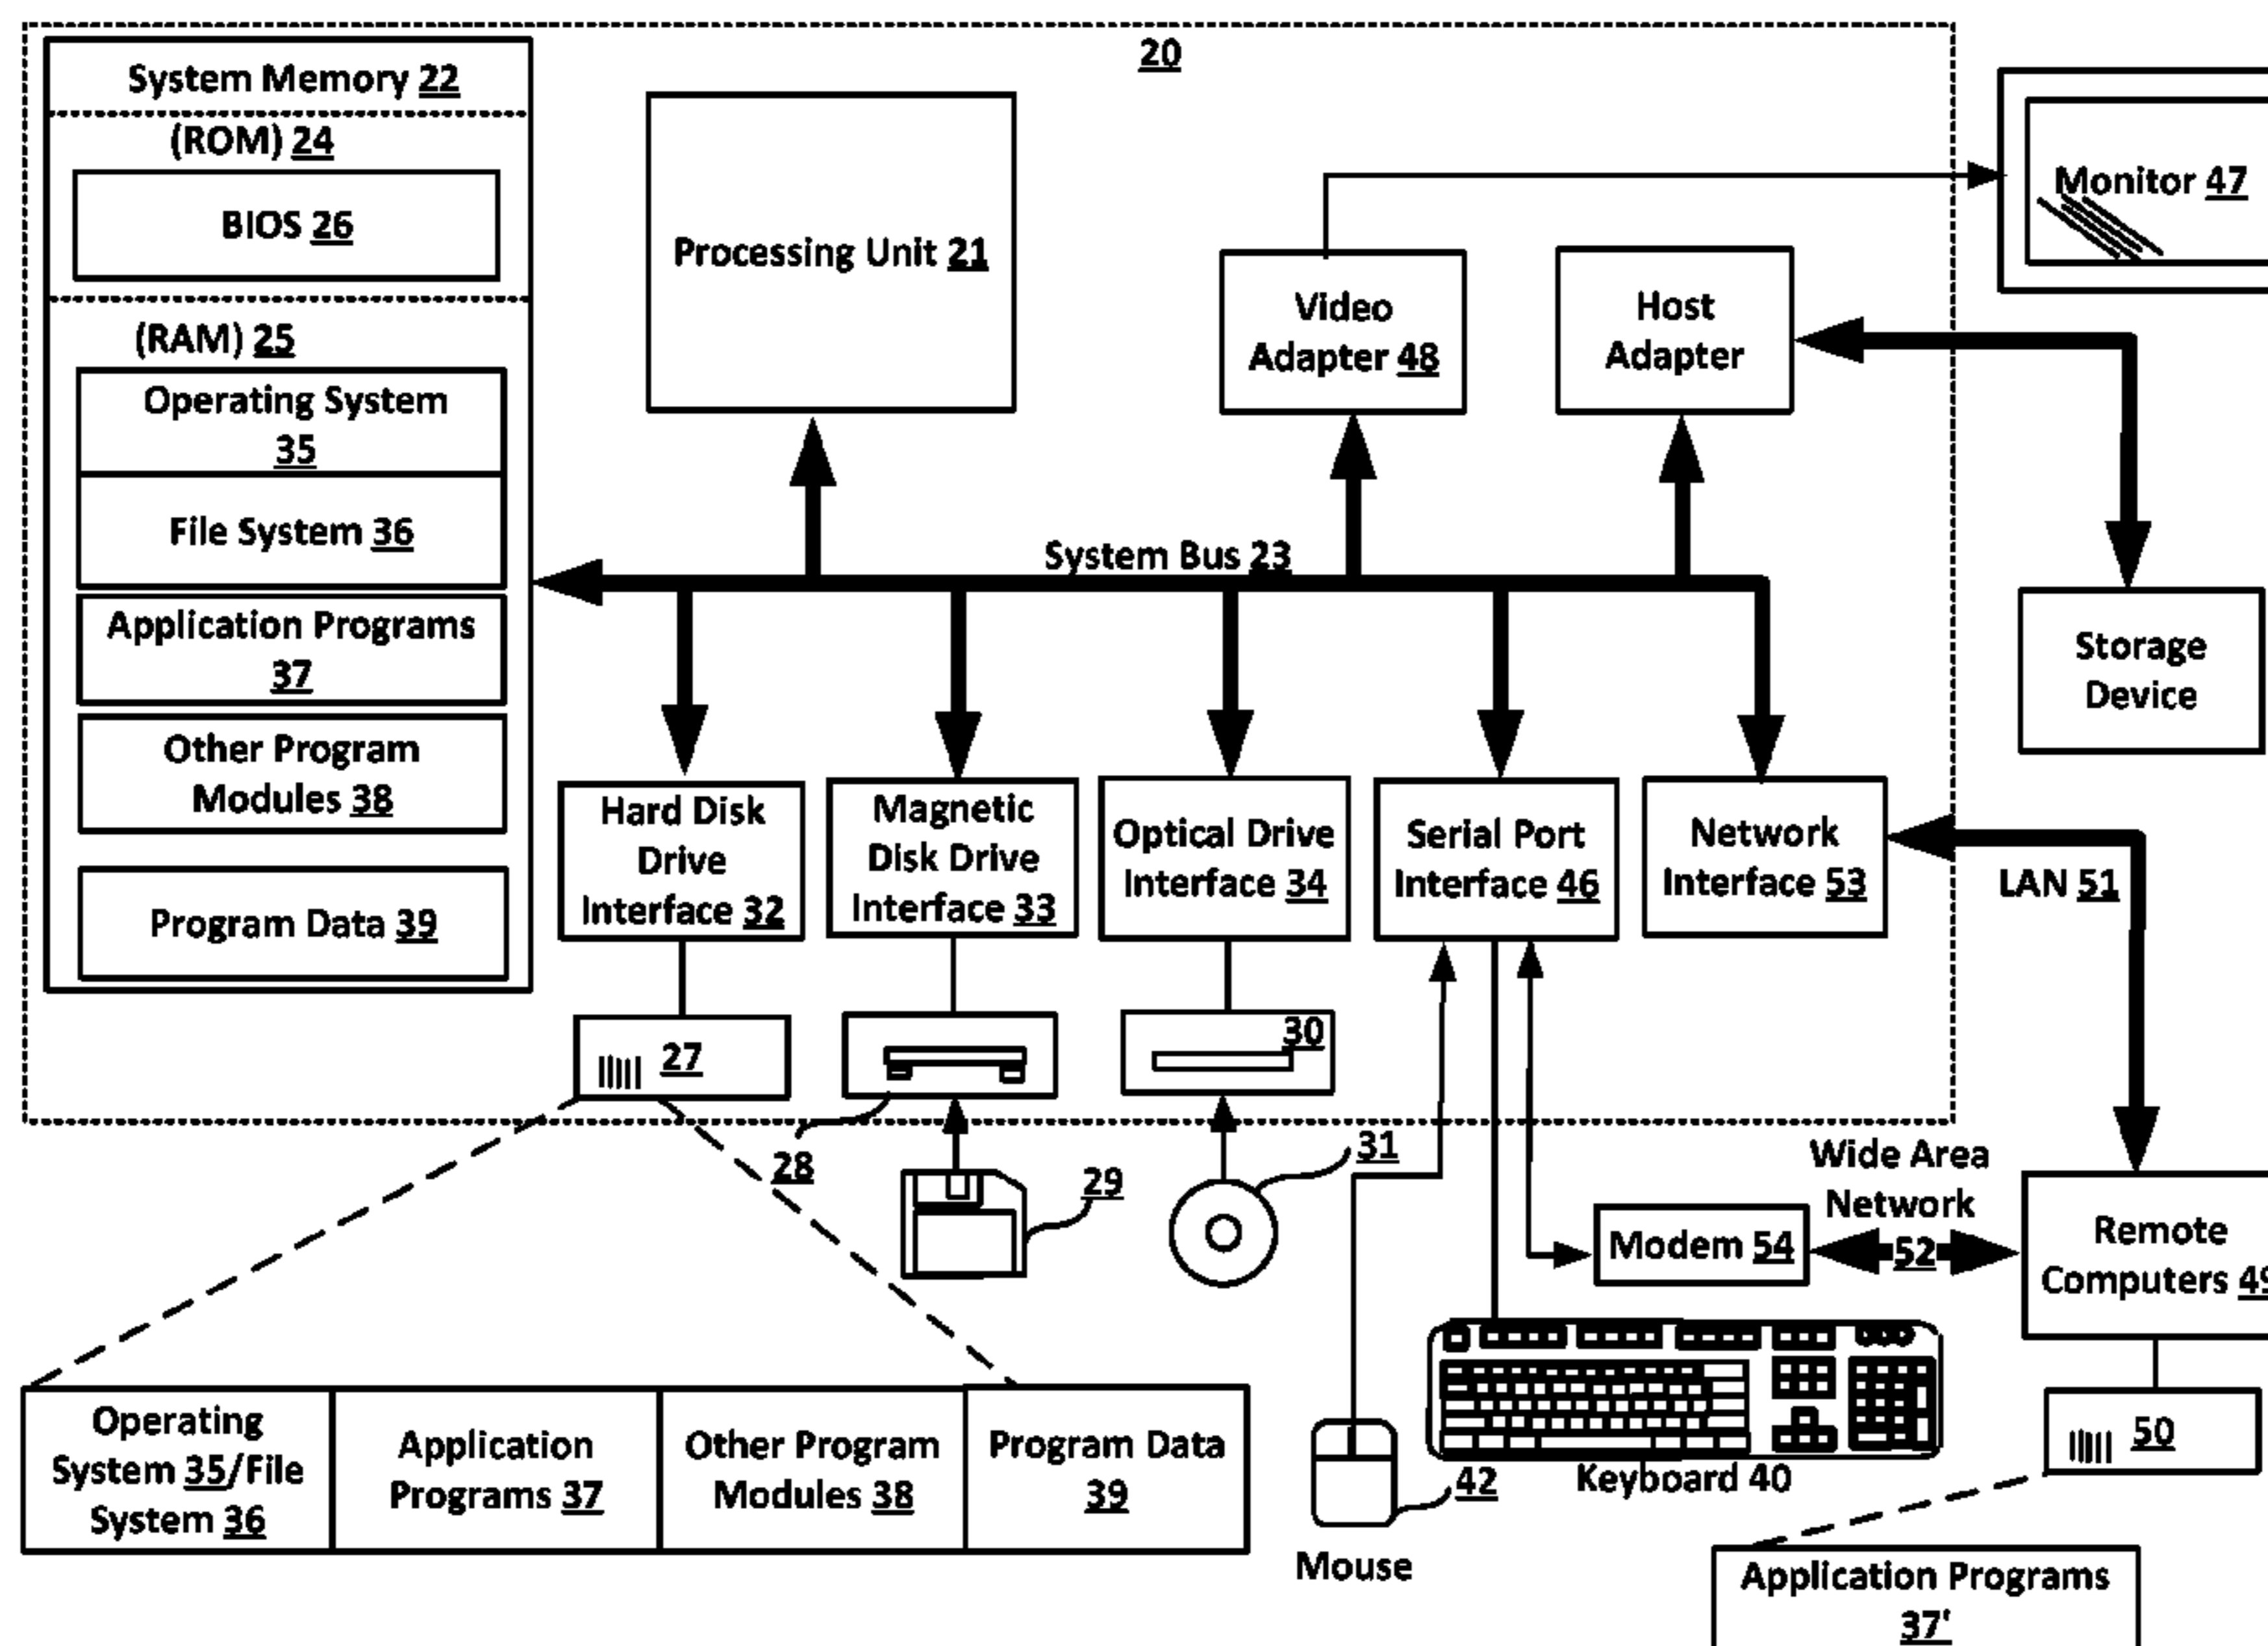 20
System Memory 22
(ROM) 24
BIOS 26
(RAM) 25
Operating System
35
File System 36
Application Programs
37
Other Program
Modules 38
Program Data 39
Processing Unit 21
Video
Adapter 48
Host
Adapter
Monitor 47
System Bus 23
Storage
Device
Hard Disk
Drive
Interface 32
Magnetic
Disk Drive
Interface 33
Optical Drive
Interface 34
Serial Port
Interface 46
Network
Interface 53
LAN 51
27
30
28
29
31
Wide Area
Network
52
Modem 54
Remote
Computers 49
50
Operating
System 35/File
System 36
Application
Programs 37
Other Program
Modules 38
Program Data
39
42
Mouse
Keyboard 40
Application Programs
37'